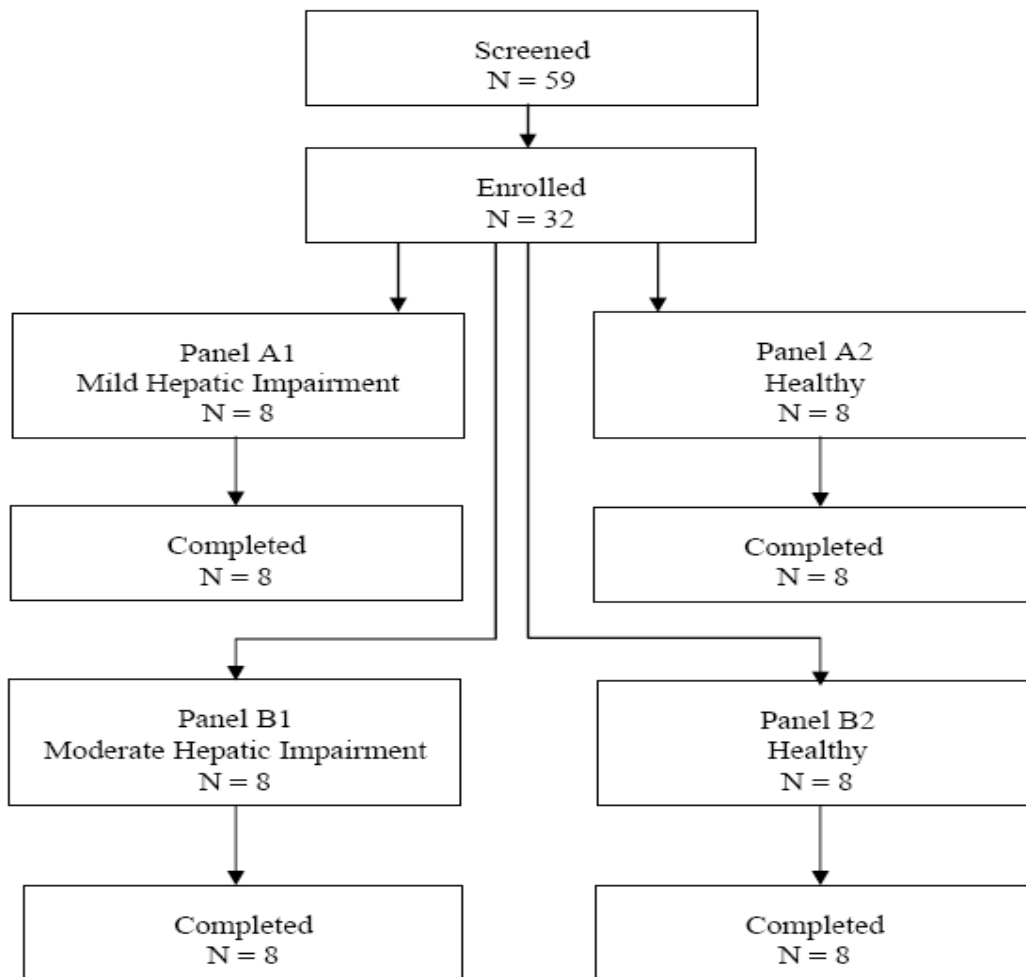 Screened
N = 59
Enrolled
N = 32
Panel A1
Mild Hepatic Impairment
N = 8
Panel A2
Healthy
N = 8
Completed
N = 8
Completed
N = 8
Panel B1
Moderate Hepatic Impairment
N = 8
Panel B2
Healthy
N = 8
Completed
N = 8
Completed
N = 8